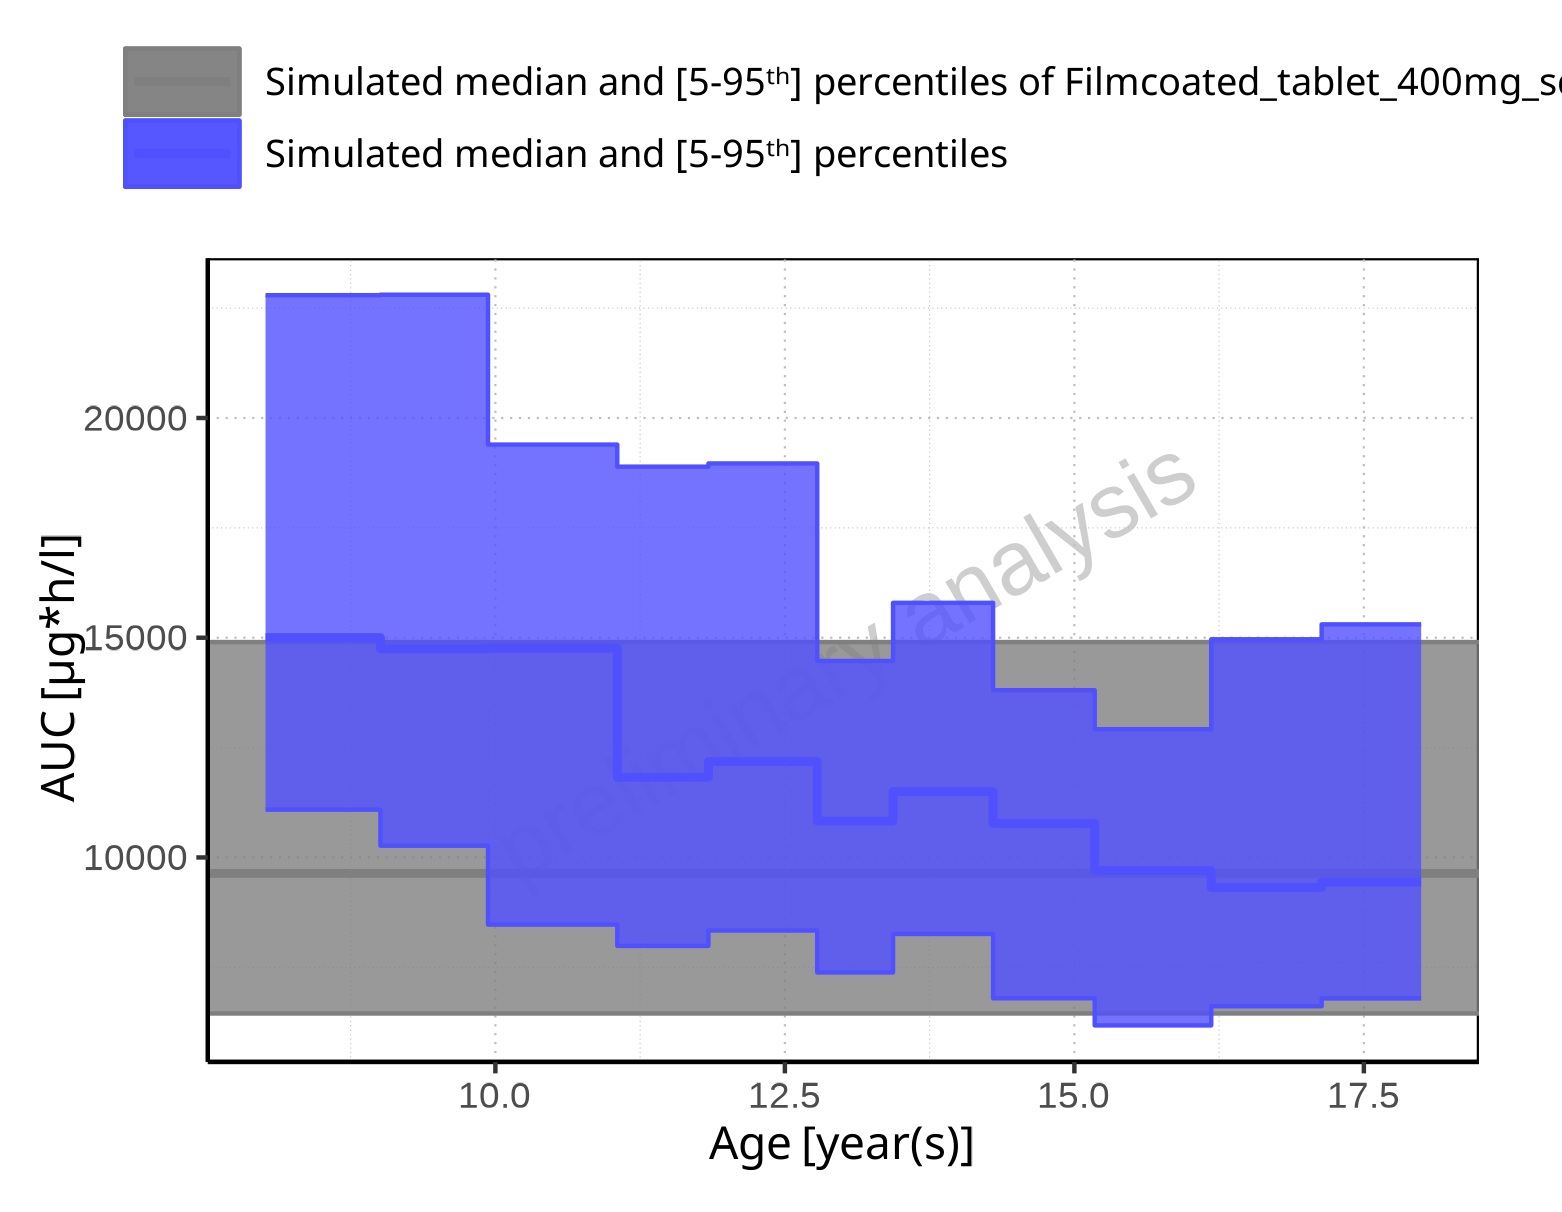 Simulated median and [5-95ᵗʰ] percentiles of Filmcoated_tablet_400mg_s
Simulated median and [5-95ᵗʰ] percentiles
20000
15000
10000
AUC [µg*h/l]
preliminary analysis
10.0 12.5 15.0 17.5
Age [year(s)]